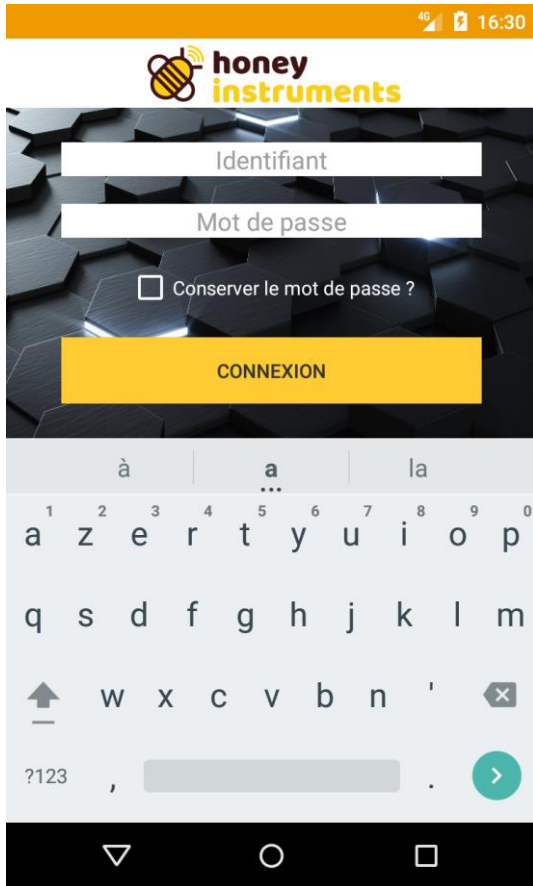 4G 16:30
honey
instruments
Identifiant
Mot de passe
Conserver le mot de passe ?
CONNEXION
à a la
1 2 3 4 5 6 7 8 9 0
a z e r t y u i o p
q s d f g h j k l m
w x c v b n '
?123 , .